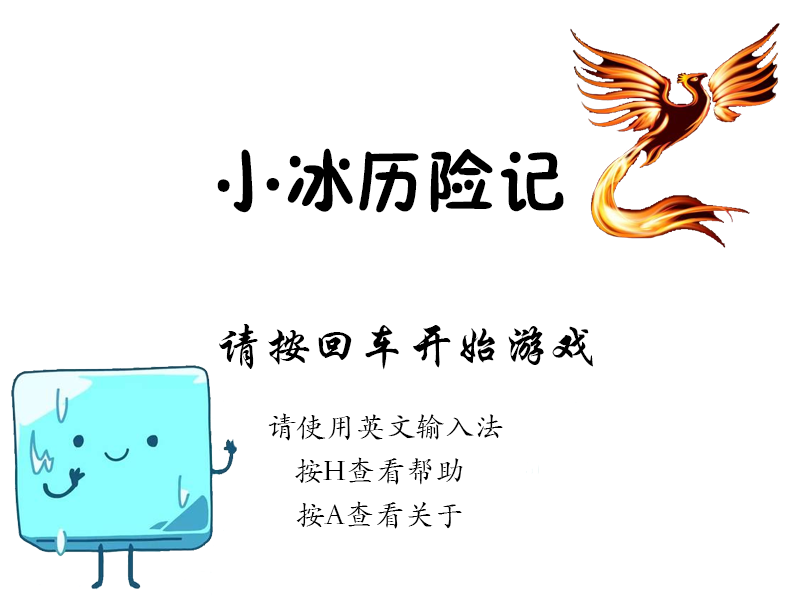 小冰历险记
请按回车开始游戏
请使用英文输入法
按H查看帮助
按A查看关于